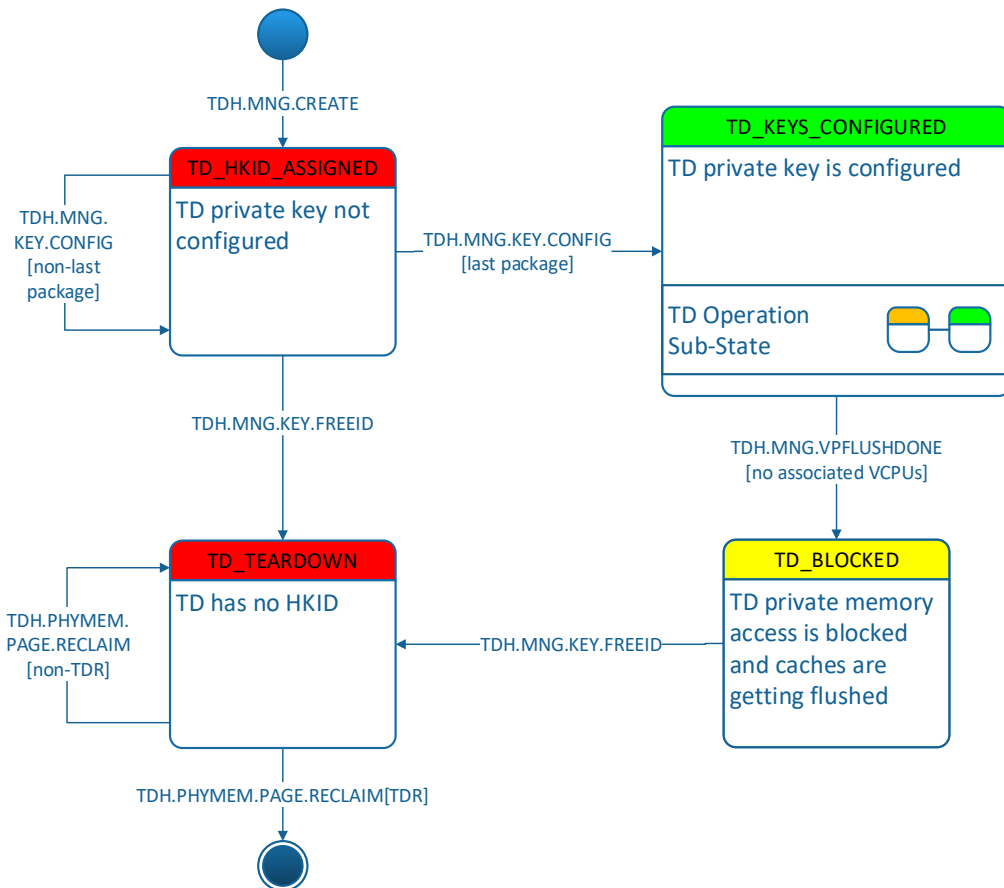 TDH.MNG.CREATE
TD_HKID_ASSIGNED
TD private key not
configured
TDH.MNG.
KEY.CONFIG
[non-last
package]
TDH.MNG.KEY.CONFIG
[last package]
TD_KEYS_CONFIGURED
TD private key is configured
TD Operation
Sub-State
TDH.MNG.KEY.FREEID
TDH.MNG.VPFLUSHDONE
[no associated VCPUs]
TD_TEARDOWN
TD has no HKID
TDH.PHYMEM.
PAGE.RECLAIM
[non-TDR]
TDH.MNG.KEY.FREEID
TD_BLOCKED
TD private memory
access is blocked
and caches are
getting flushed
TDH.PHYMEM.PAGE.RECLAIM[TDR]